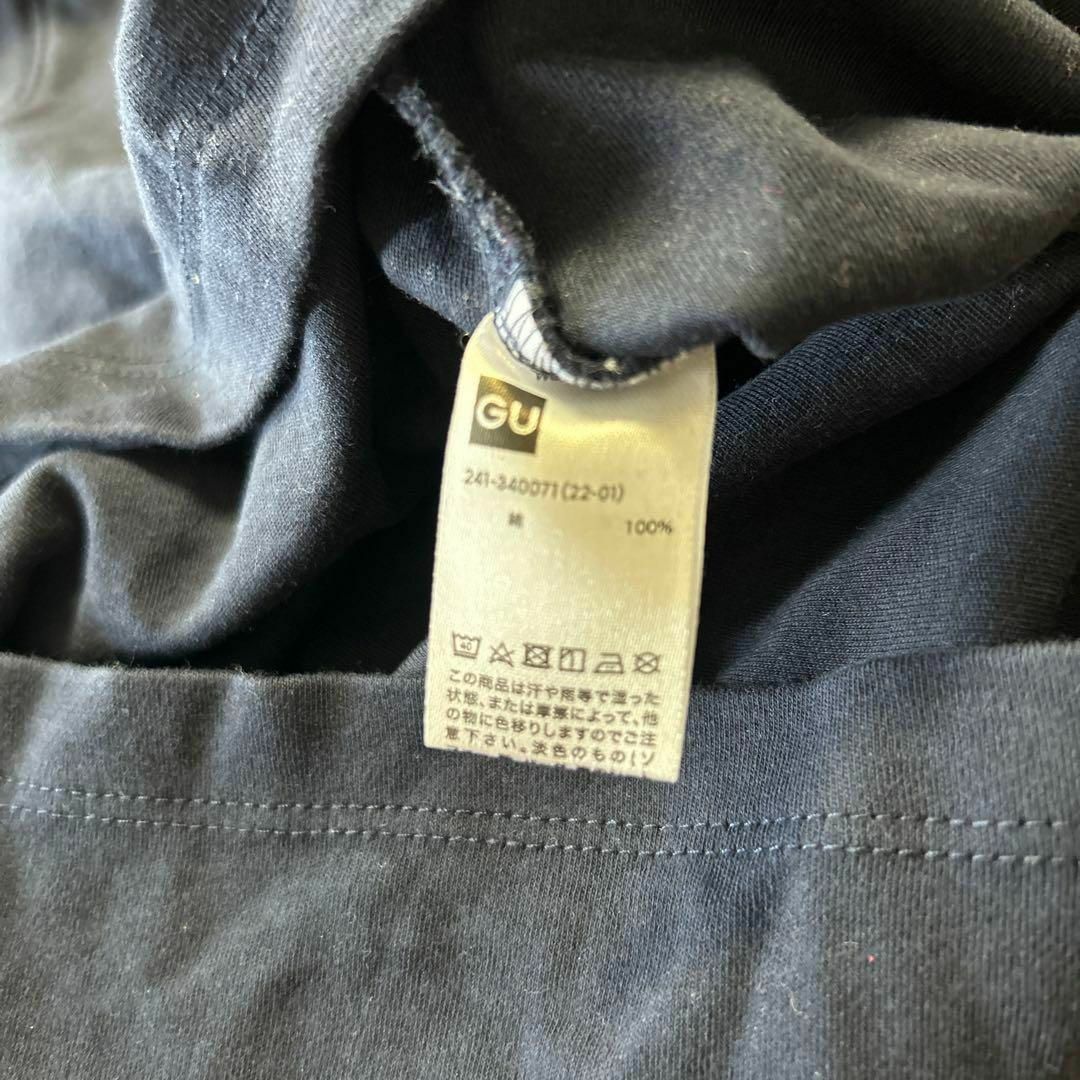 GU
241-340071(22-01)
綿 100%
40
この商品は汗や雨等で湿った
状態、または摩擦によって、他
の物に色移りしますのでご注
意下さい。淡色のもの(ソ